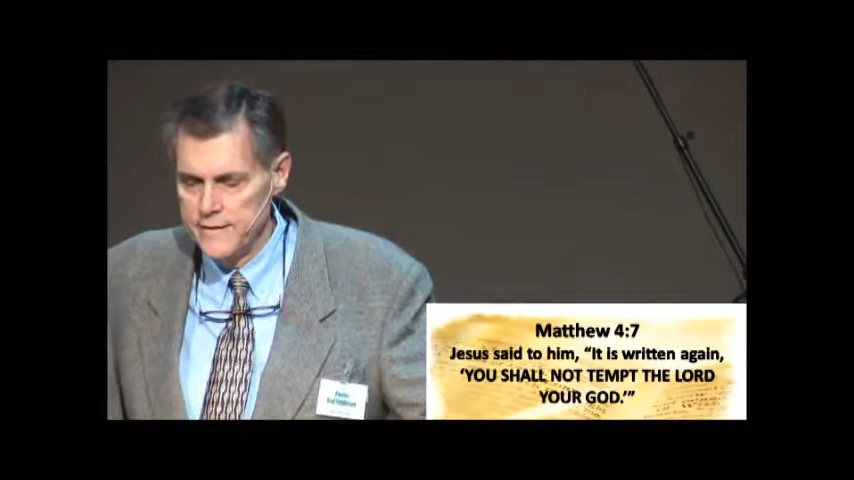 Matthew 4:7
Jesus said to him, “It is written again,
‘YOU SHALL NOT TEMPT THE LORD
YOUR GOD.’”